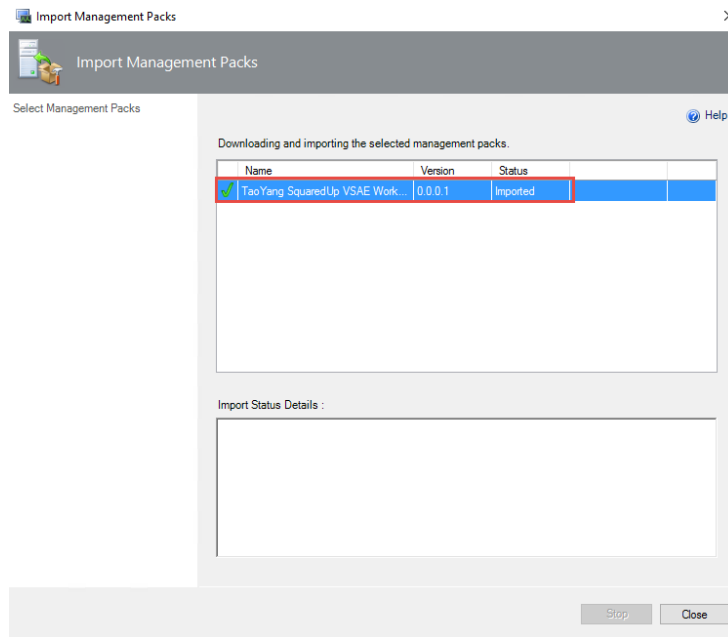 Import Management Packs
Import Management Packs
Select Management Packs
Help
Downloading and importing the selected management packs.
Name Version Status
TaoYang SquaredUp VSAE Work... 0.0.0.1 Imported
Import Status Details :
Stop Close